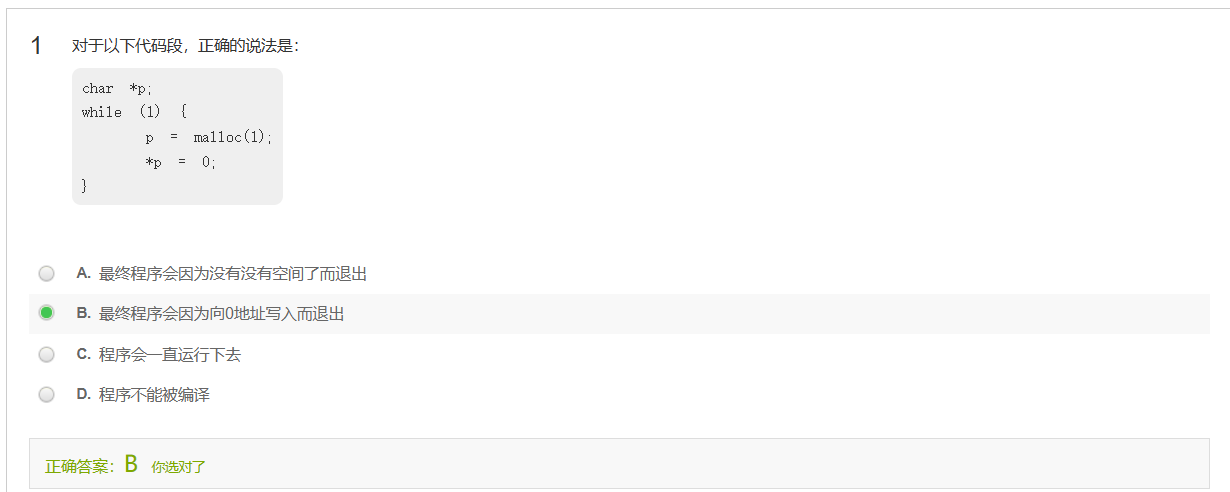 1 对于以下代码段，正确的说法是：
char *p;
while (1) {
p = malloc(1);
*p = 0;
}
A. 最终程序会因为没有没有空间了而退出
B. 最终程序会因为向0地址写入而退出
C. 程序会一直运行下去
D. 程序不能被编译
正确答案： B 你选对了